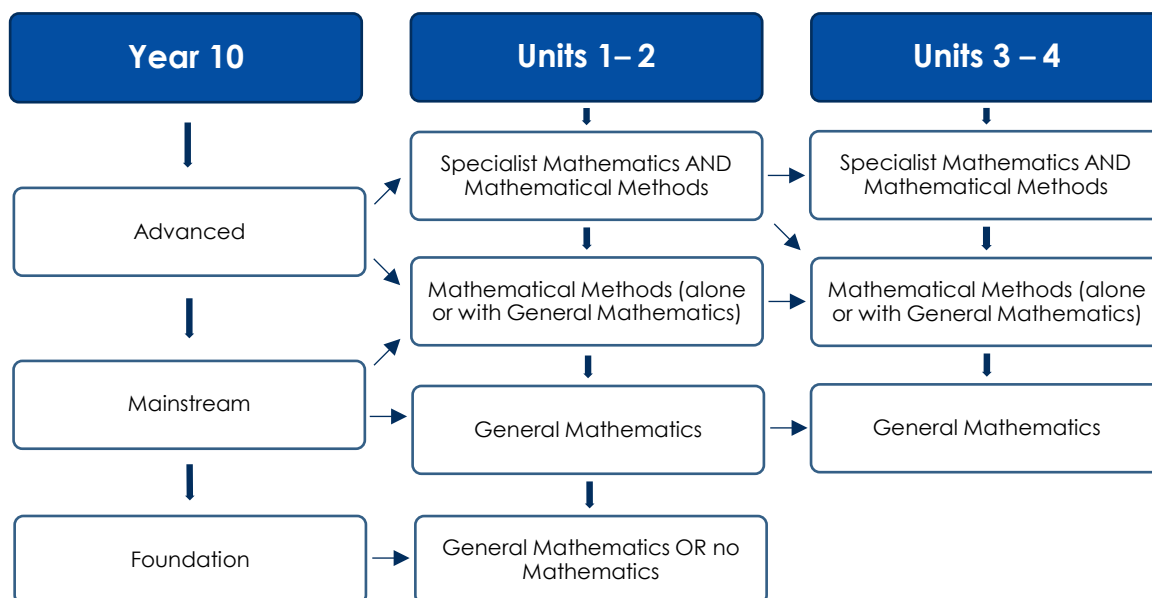 Year 10
Units 1– 2
Units 3 – 4
Advanced
Mainstream
Foundation
Specialist Mathematics AND
Mathematical Methods
Mathematical Methods (alone
or with General Mathematics)
General Mathematics
General Mathematics OR no
Mathematics
Specialist Mathematics AND
Mathematical Methods
Mathematical Methods (alone
or with General Mathematics)
General Mathematics